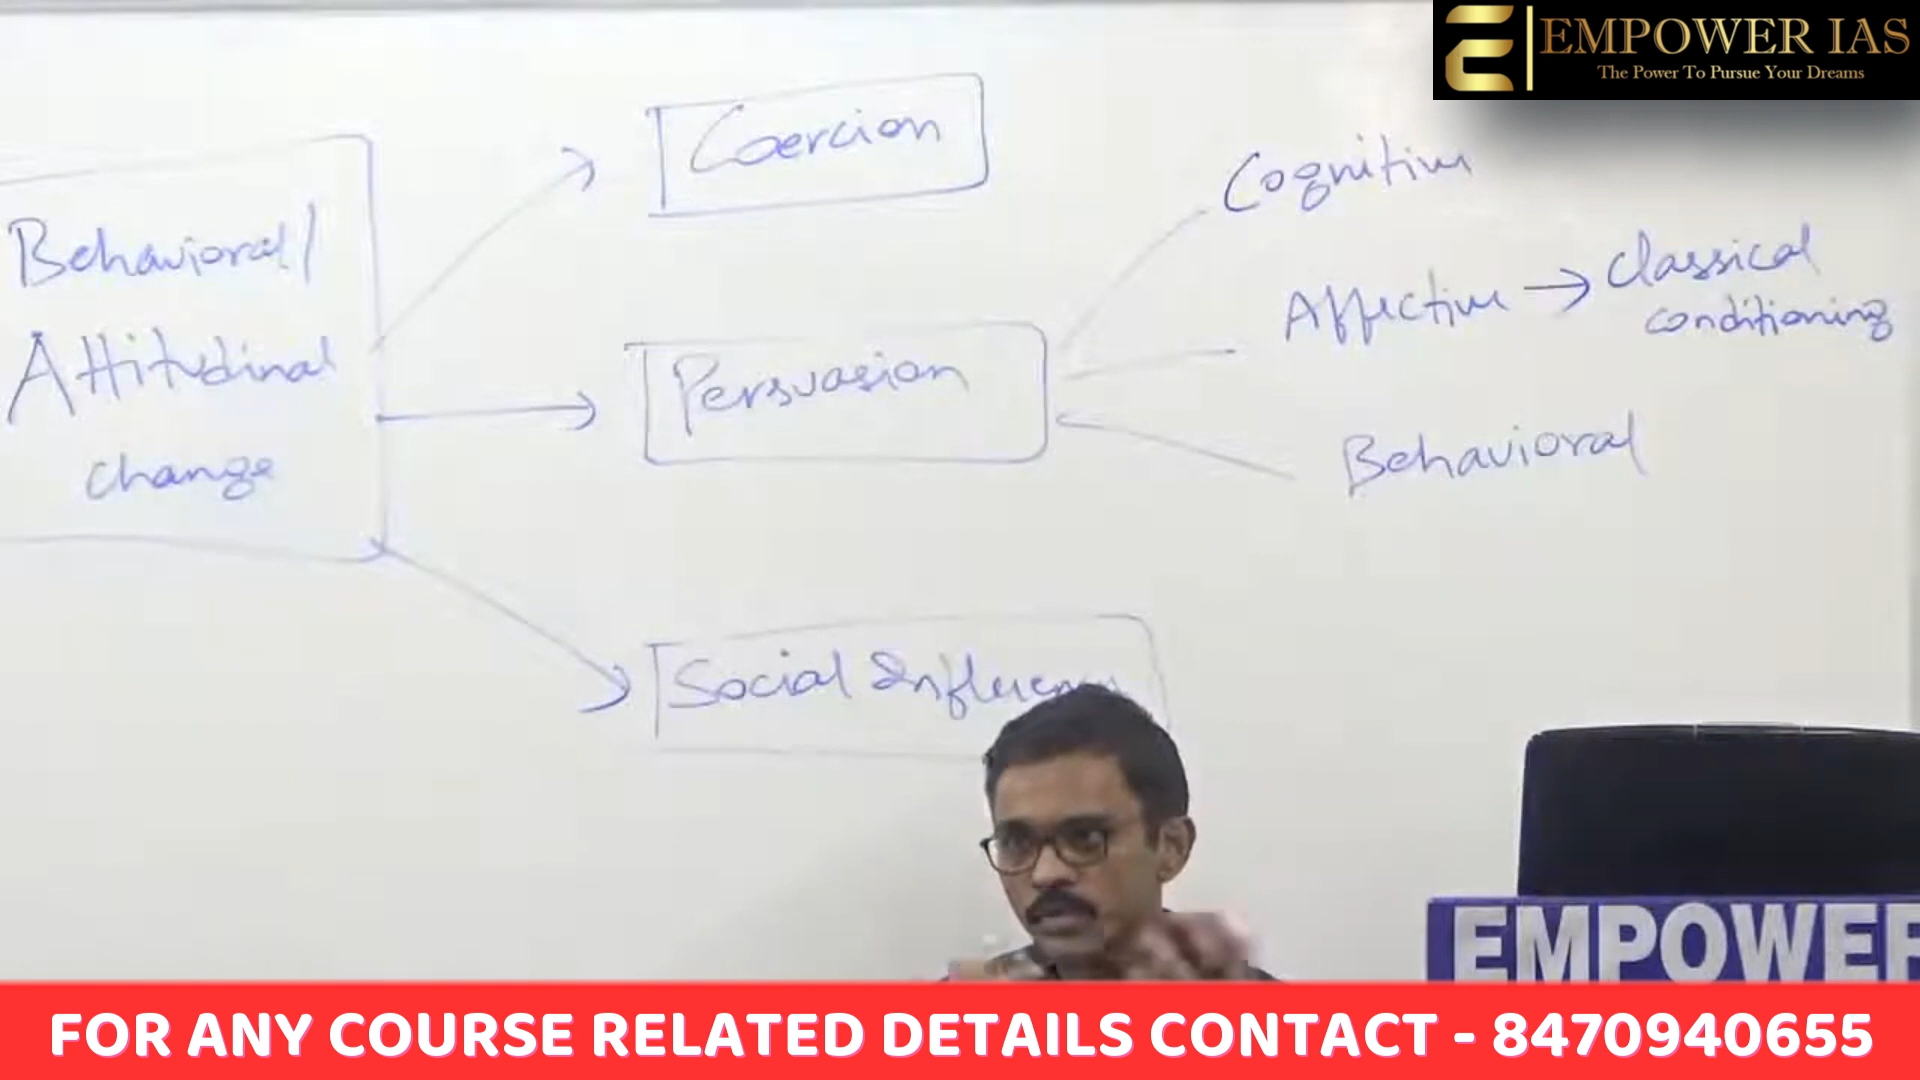 EMPOWER IAS
The Power To Pursue Your Dreams
Coercion
Cognitive
Behavioral/
Attitudinal
change
Affective → Classical
conditioning
Persuasion
Behavioral
Social Influence
EMPOWER
FOR ANY COURSE RELATED DETAILS CONTACT - 8470940655